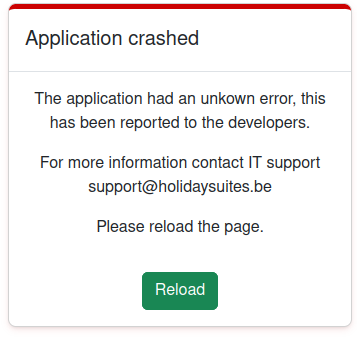 Application crashed
The application had an unkown error, this
has been reported to the developers.
For more information contact IT support
support@holidaysuites.be
Please reload the page.
Reload